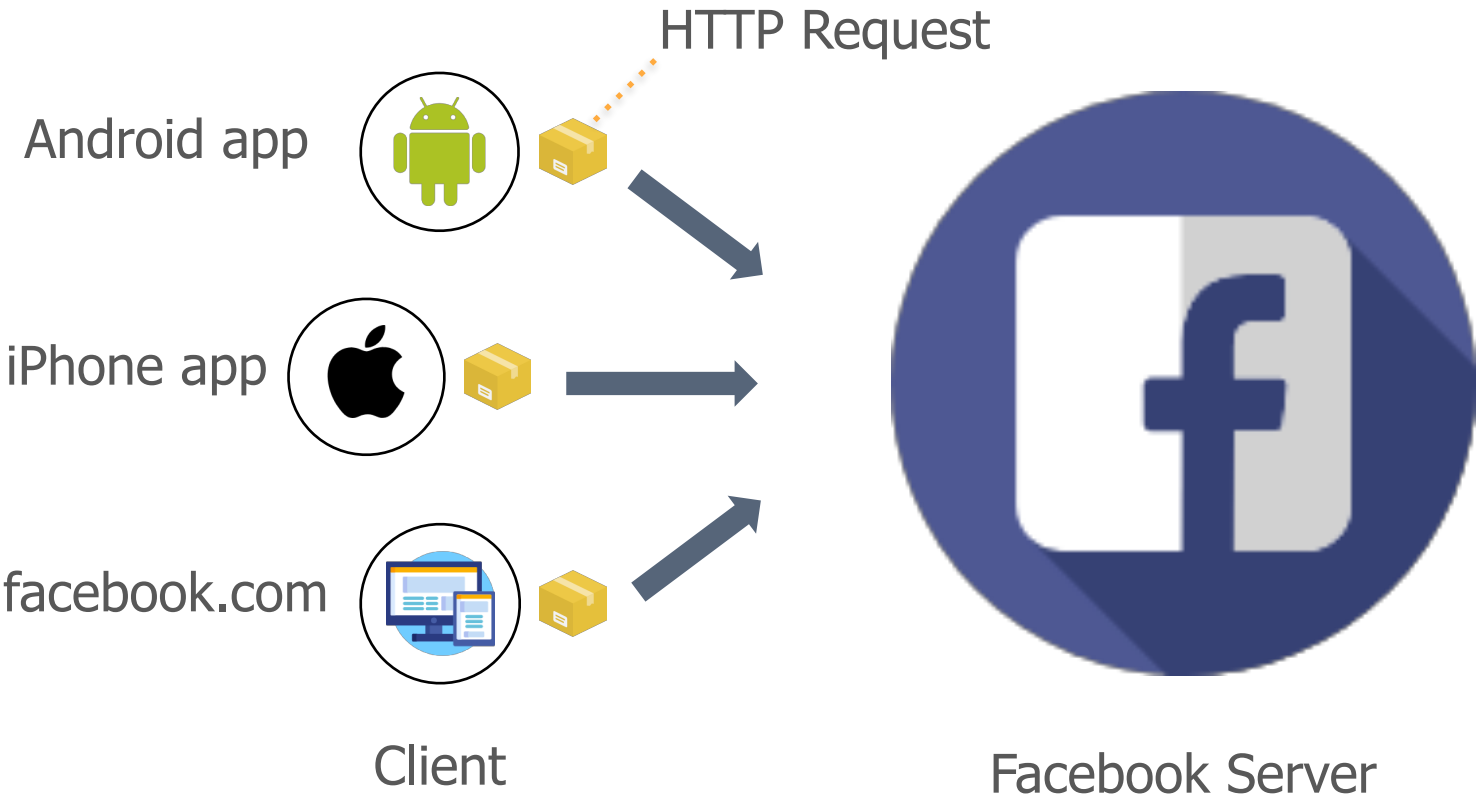 HTTP Request
Android app
iPhone app
facebook.com
Client
Facebook Server